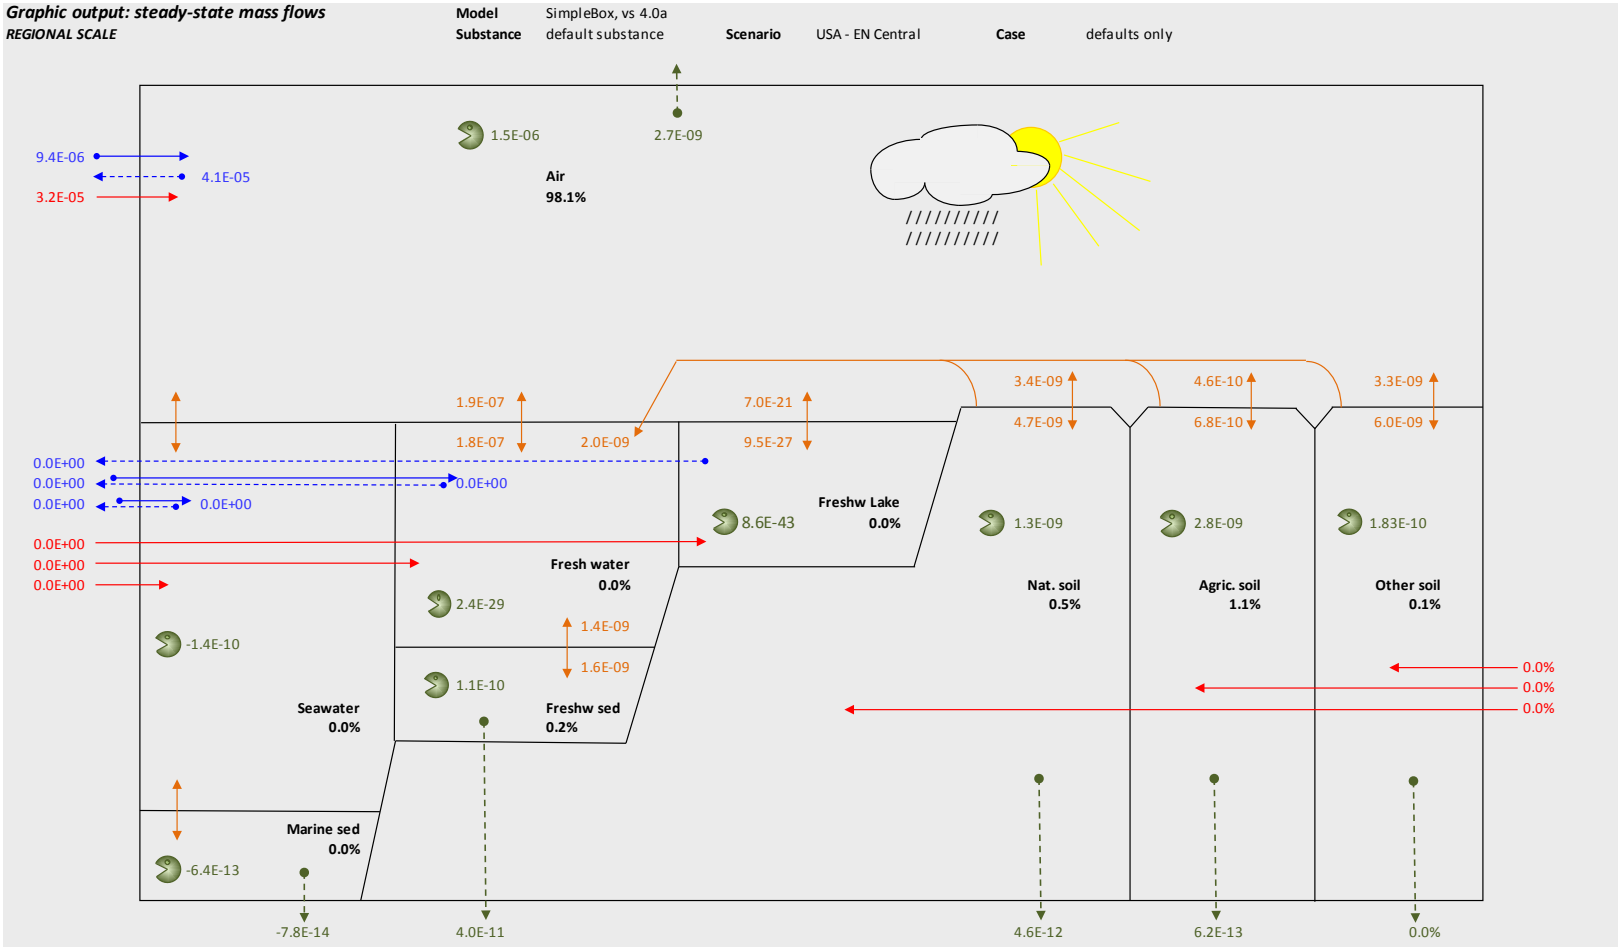 Graphic output: steady-state mass flows Model SimpleBox, vs 4.0a
REGIONAL SCALE Substance default substance Scenario USA - EN Central Case defaults only
1.5E-06 2.7E-09
9.4E-06
4.1E-05 Air
3.2E-05 98.1%
3.4E-09 4.6E-10 3.3E-09
1.9E-07 7.0E-21
4.7E-09 6.8E-10 6.0E-09
1.8E-07 2.0E-09 9.5E-27
0.0E+00
0.0E+00 0.0E+00
0.0E+00 0.0E+00 Freshw Lake
8.6E-43 0.0% 1.3E-09 2.8E-09 1.83E-10
0.0E+00
0.0E+00 Fresh water
0.0E+00 0.0% Nat. soil Agric. soil Other soil
2.4E-29 0.5% 1.1% 0.1%
1.4E-09
-1.4E-10
1.6E-09 0.0%
1.1E-10 0.0%
Seawater Freshw sed 0.0%
0.0% 0.2%
Marine sed
0.0%
-6.4E-13
-7.8E-14 4.0E-11 4.6E-12 6.2E-13 0.0%